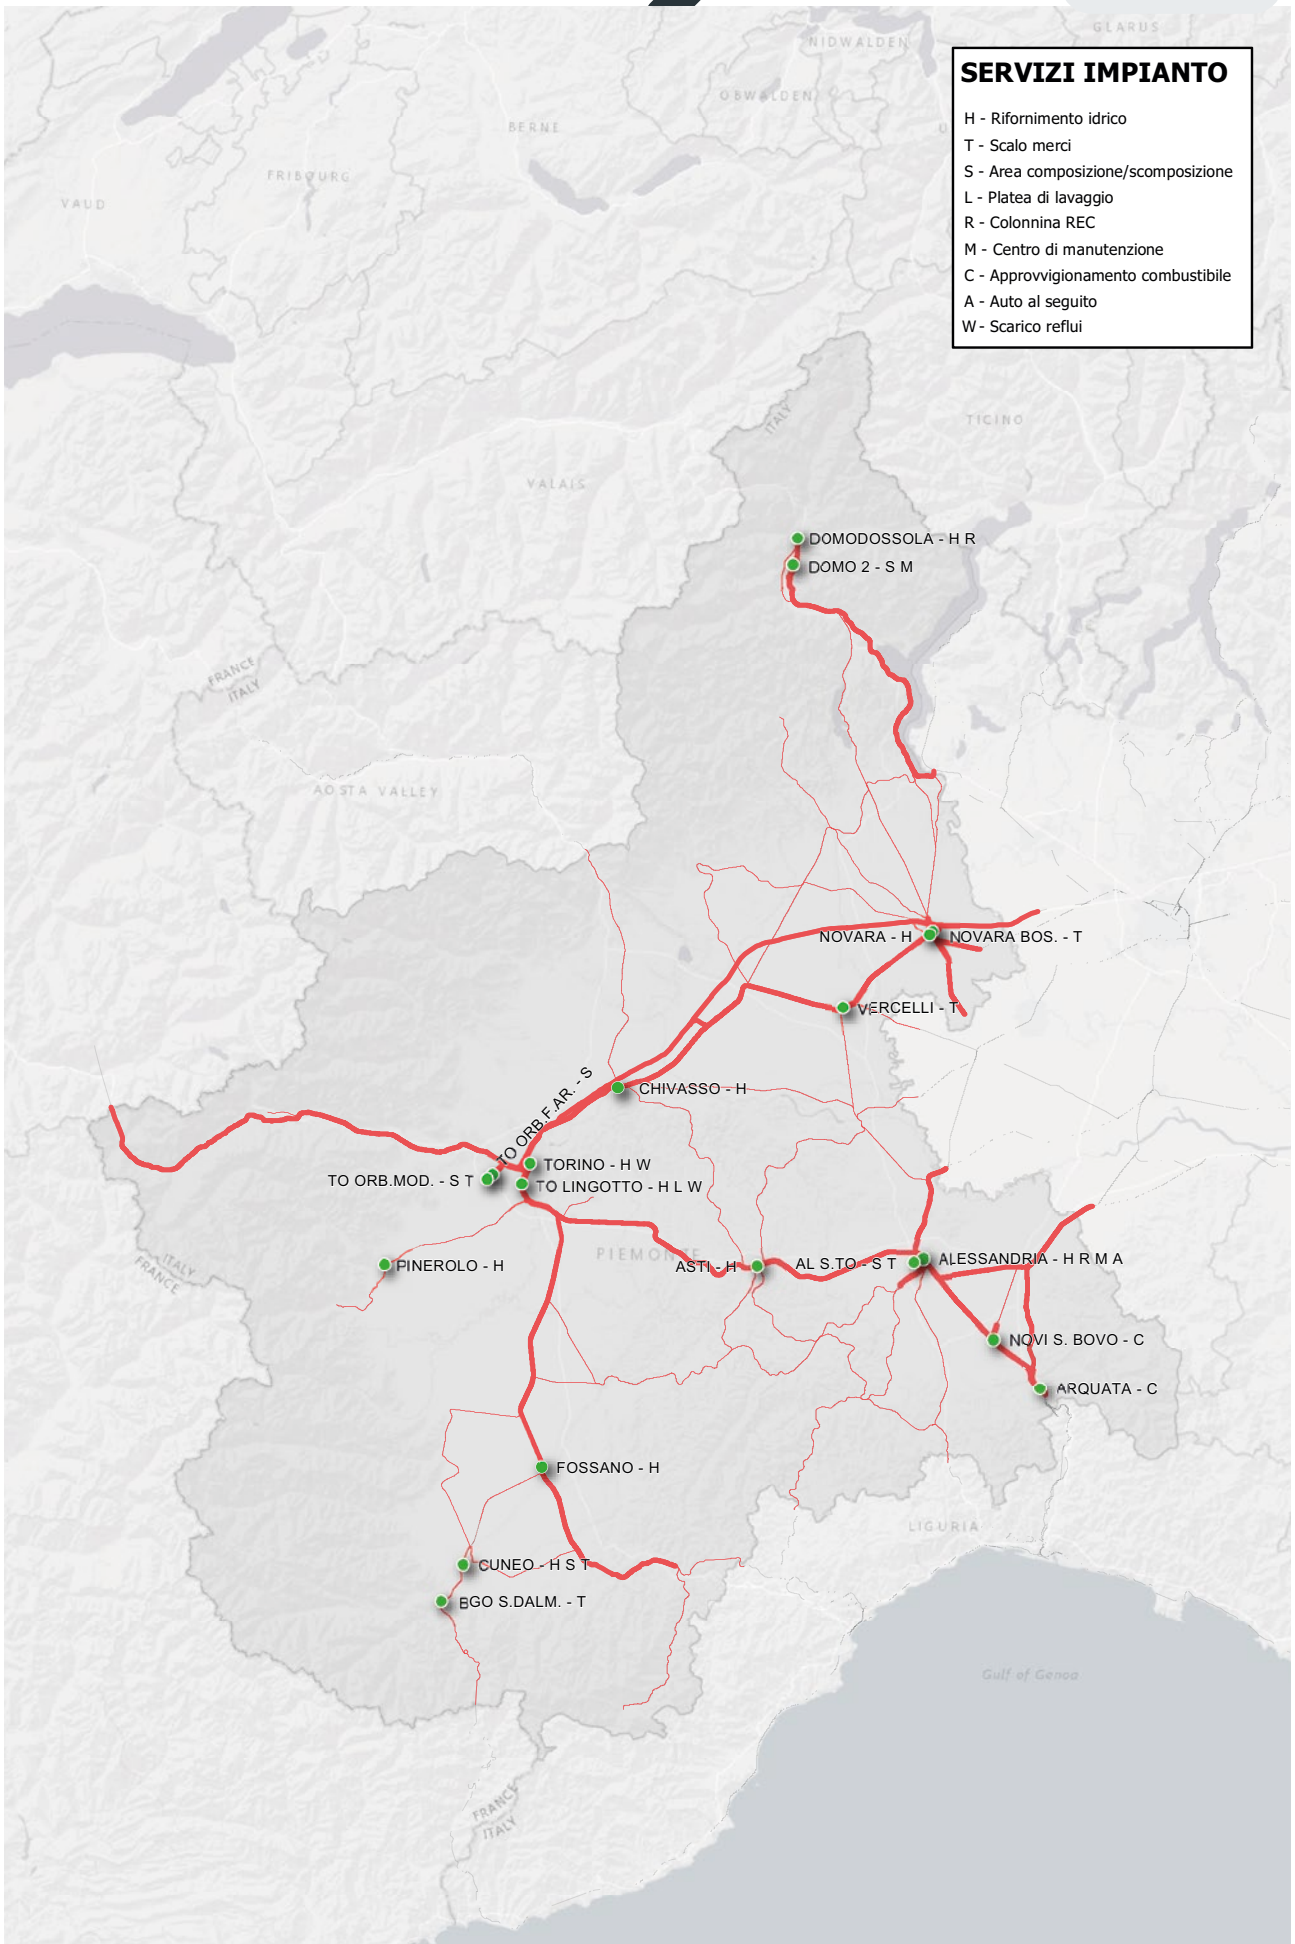 GLARUS
NIDWALDEN
OBWALDEN
BERNE
FRIBOURG
VAUD
SERVIZI IMPIANTO
H - Rifornimento idrico
T - Scalo merci
S - Area composizione/scomposizione
L - Platea di lavaggio
R - Colonnina REC
M - Centro di manutenzione
C - Approvvigionamento combustibile
A - Auto al seguito
W - Scarico reflui
ITALY
TICINO
VALAIS
DOMODOSSOLA - H R
DOMO 2 - S M
FRANCE
ITALY
AOSTA VALLEY
NOVARA - H
NOVARA BOS. - T
VERCELLI - T
CHIVASSO - H
TO ORB.F.AR. - S
TORINO - H W
TO ORB.MOD. - S T
TO LINGOTTO - H L W
PIEMONTE
ITALY
FRANCE
PINEROLO - H
ASTI - H
AL S.TO - S T
ALESSANDRIA - H R M A
NOVI S. BOVO - C
ARQUATA - C
FOSSANO - H
LIGURIA
CUNEO - H S T
BGO S.DALM. - T
Gulf of Genoa
FRANCE
ITALY